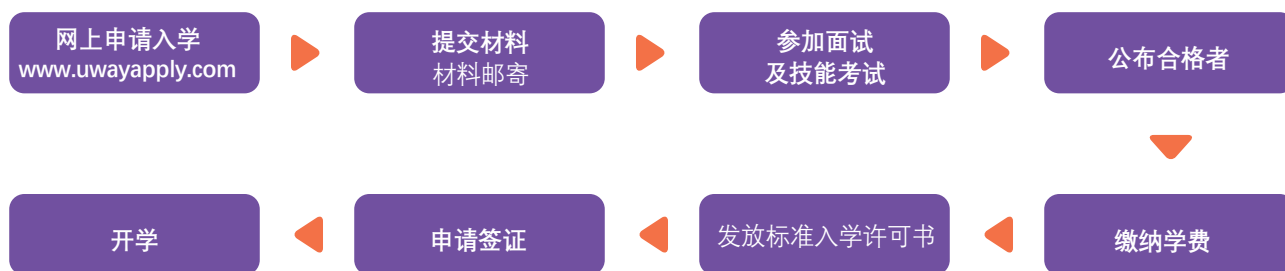 网上申请入学
www.uwayapply.com
提交材料
材料邮寄
参加面试
及技能考试
公布合格者
缴纳学费
发放标准入学许可书
申请签证
开学